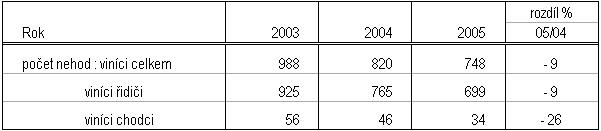 rozdíl %
Rok 2003 2004 2005 05/04
počet nehod : viníci celkem 988 820 748 - 9
viníci řidiči 925 765 699 - 9
viníci chodci 56 46 34 - 26